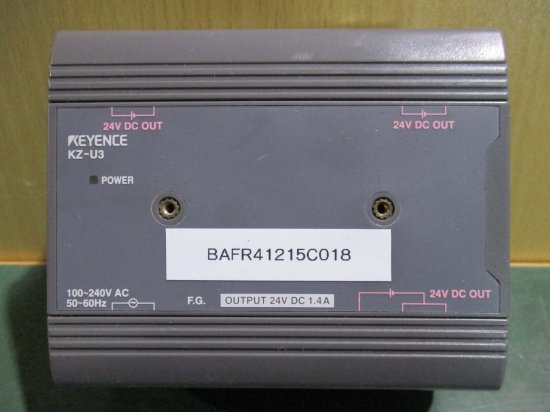 24V DC OUT
24V DC OUT
KEYENCE
KZ-U3
POWER
BAFR41215C018
100~240V AC
50~60Hz
F.G.
OUTPUT 24V DC 1.4A
24V DC OUT